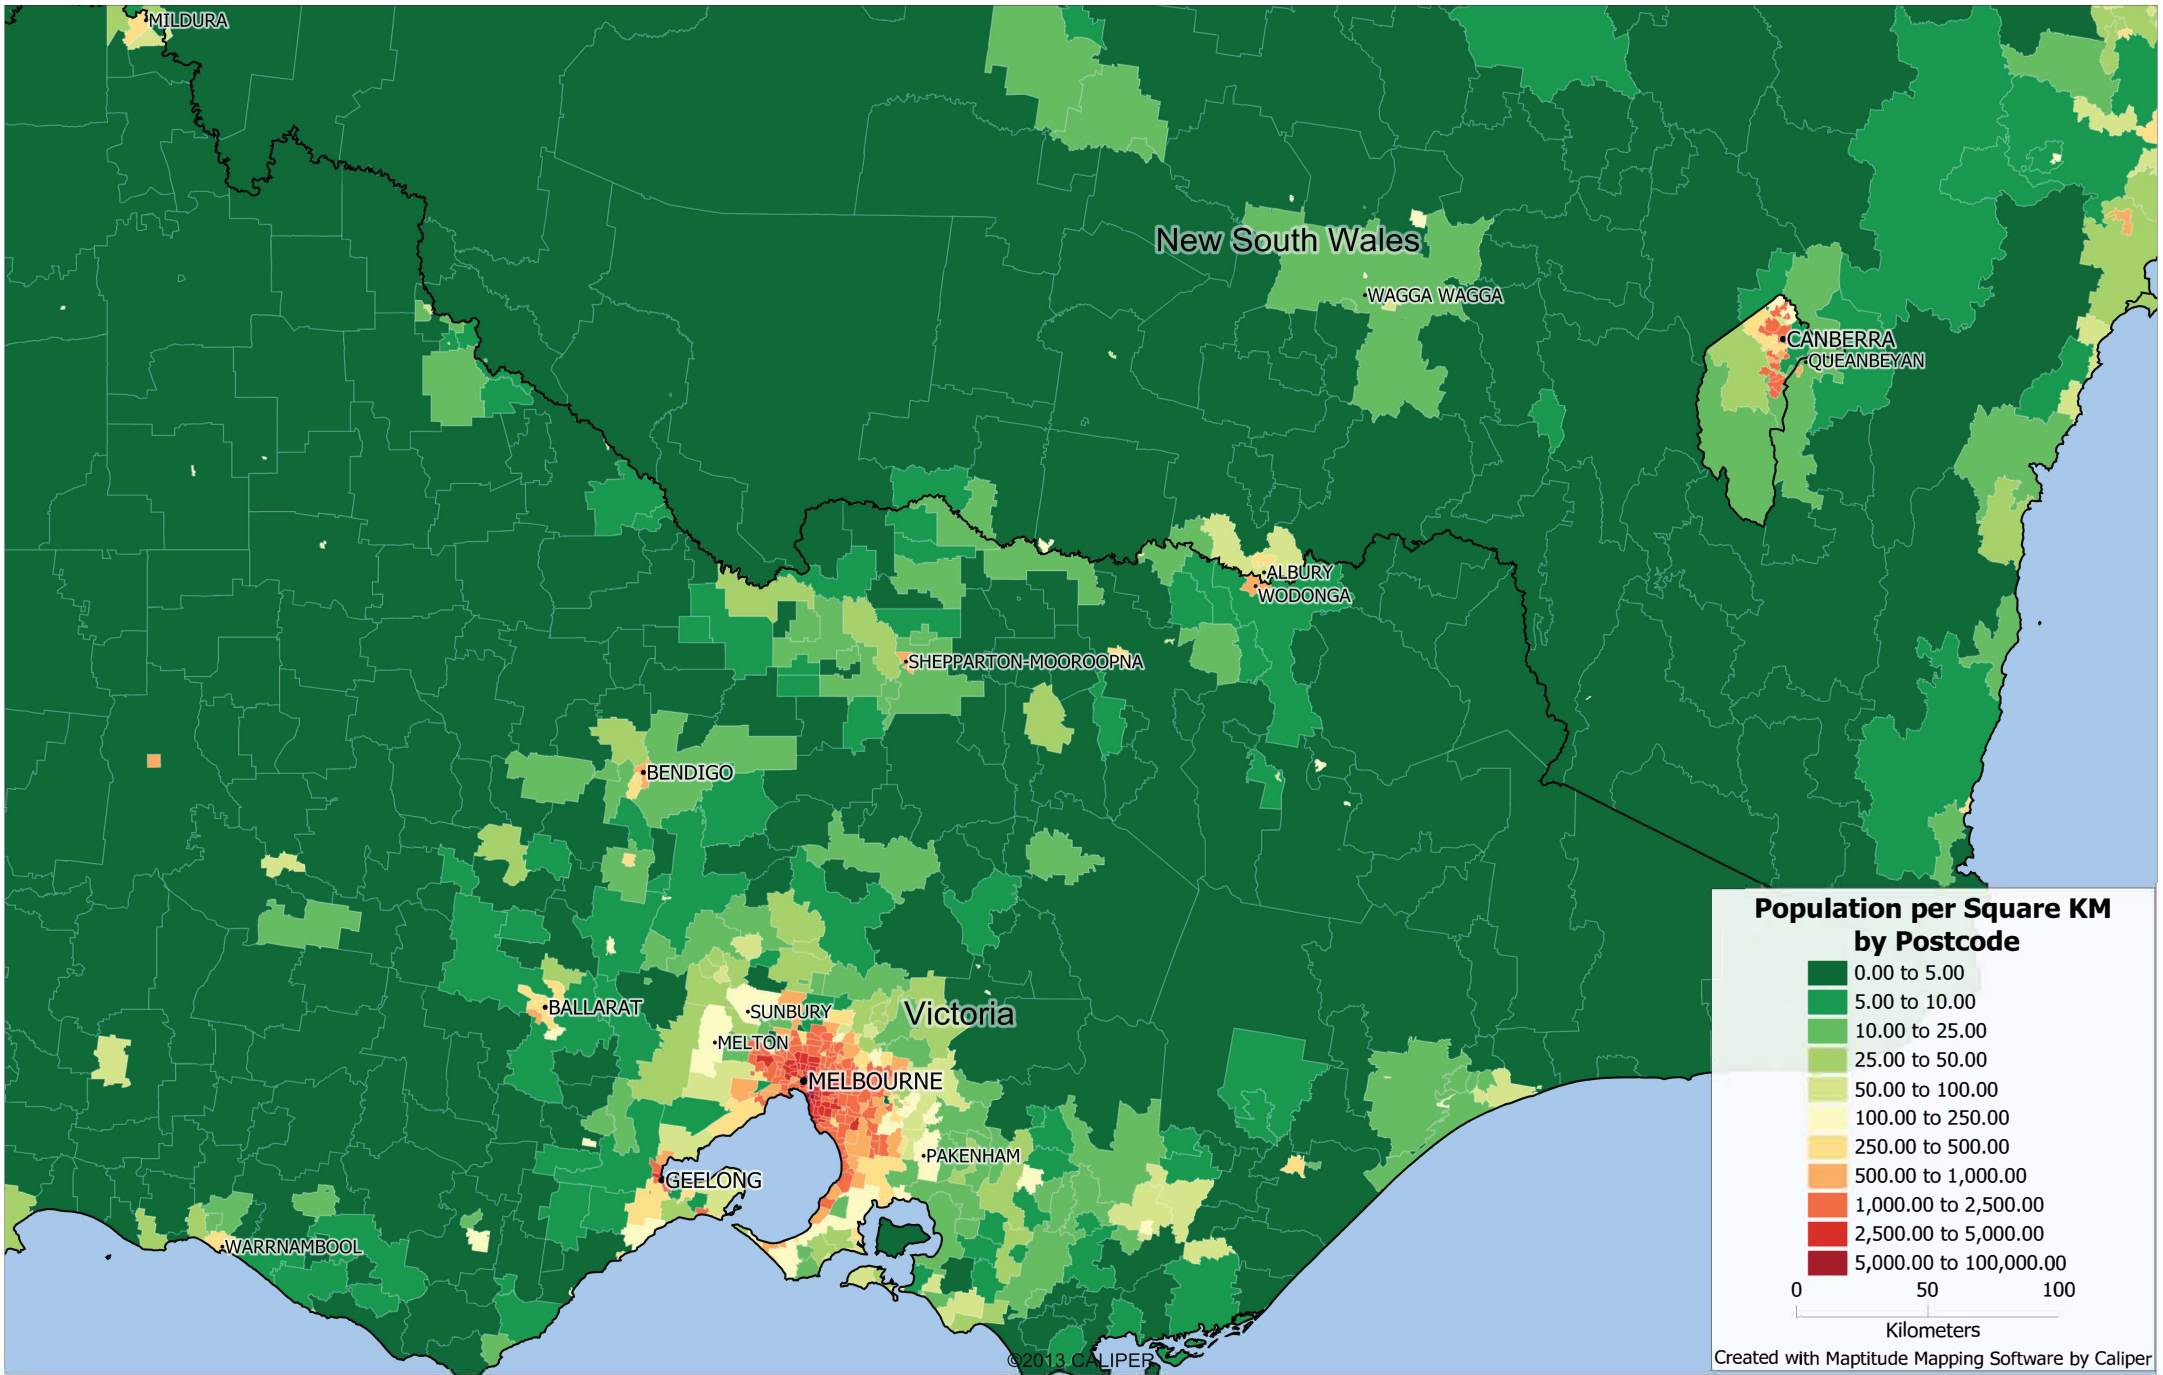 MILDURA
New South Wales
WAGGA WAGGA
CANBERRA
QUEANBEYAN
ALBURY
WODONGA
SHEPPARTON-MOOROOPNA
BENDIGO
BALLARAT
SUNBURY
Victoria
MELTON
MELBOURNE
PAKENHAM
GEELONG
WARRNAMBOOL
©2013 CALIPER
Population per Square KM
by Postcode
0.00 to 5.00
5.00 to 10.00
10.00 to 25.00
25.00 to 50.00
50.00 to 100.00
100.00 to 250.00
250.00 to 500.00
500.00 to 1,000.00
1,000.00 to 2,500.00
2,500.00 to 5,000.00
5,000.00 to 100,000.00
0 50 100
Kilometers
Created with Maptitude Mapping Software by Caliper